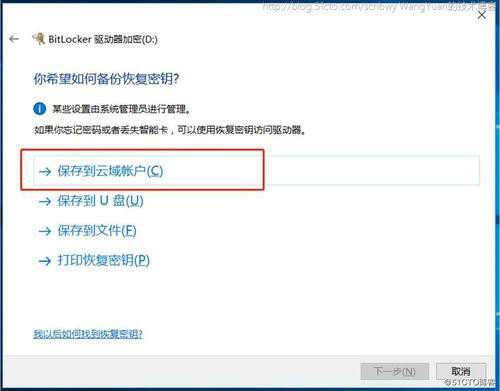 http://blog.51cto.com/scnbwy WangYuan的技术博客
BitLocker 驱动器加密(D:)
你希望如何备份恢复密钥?
某些设置由系统管理员进行管理。
如果你忘记密码或者丢失智能卡，可以使用恢复密钥访问驱动器。
→ 保存到云域帐户(C)
→ 保存到 U 盘(U)
→ 保存到文件(F)
→ 打印恢复密钥(P)
我以后如何找到恢复密钥?
下一步(N)
取消
@51CTO博客